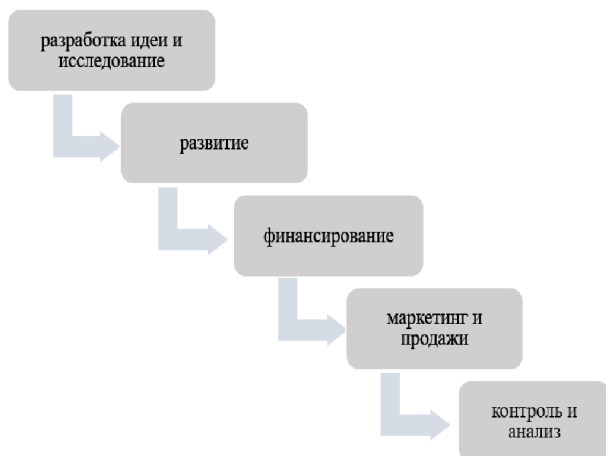 разработка идеи и
исследование
развитие
финансирование
маркетинг и
продажи
контроль и
анализ